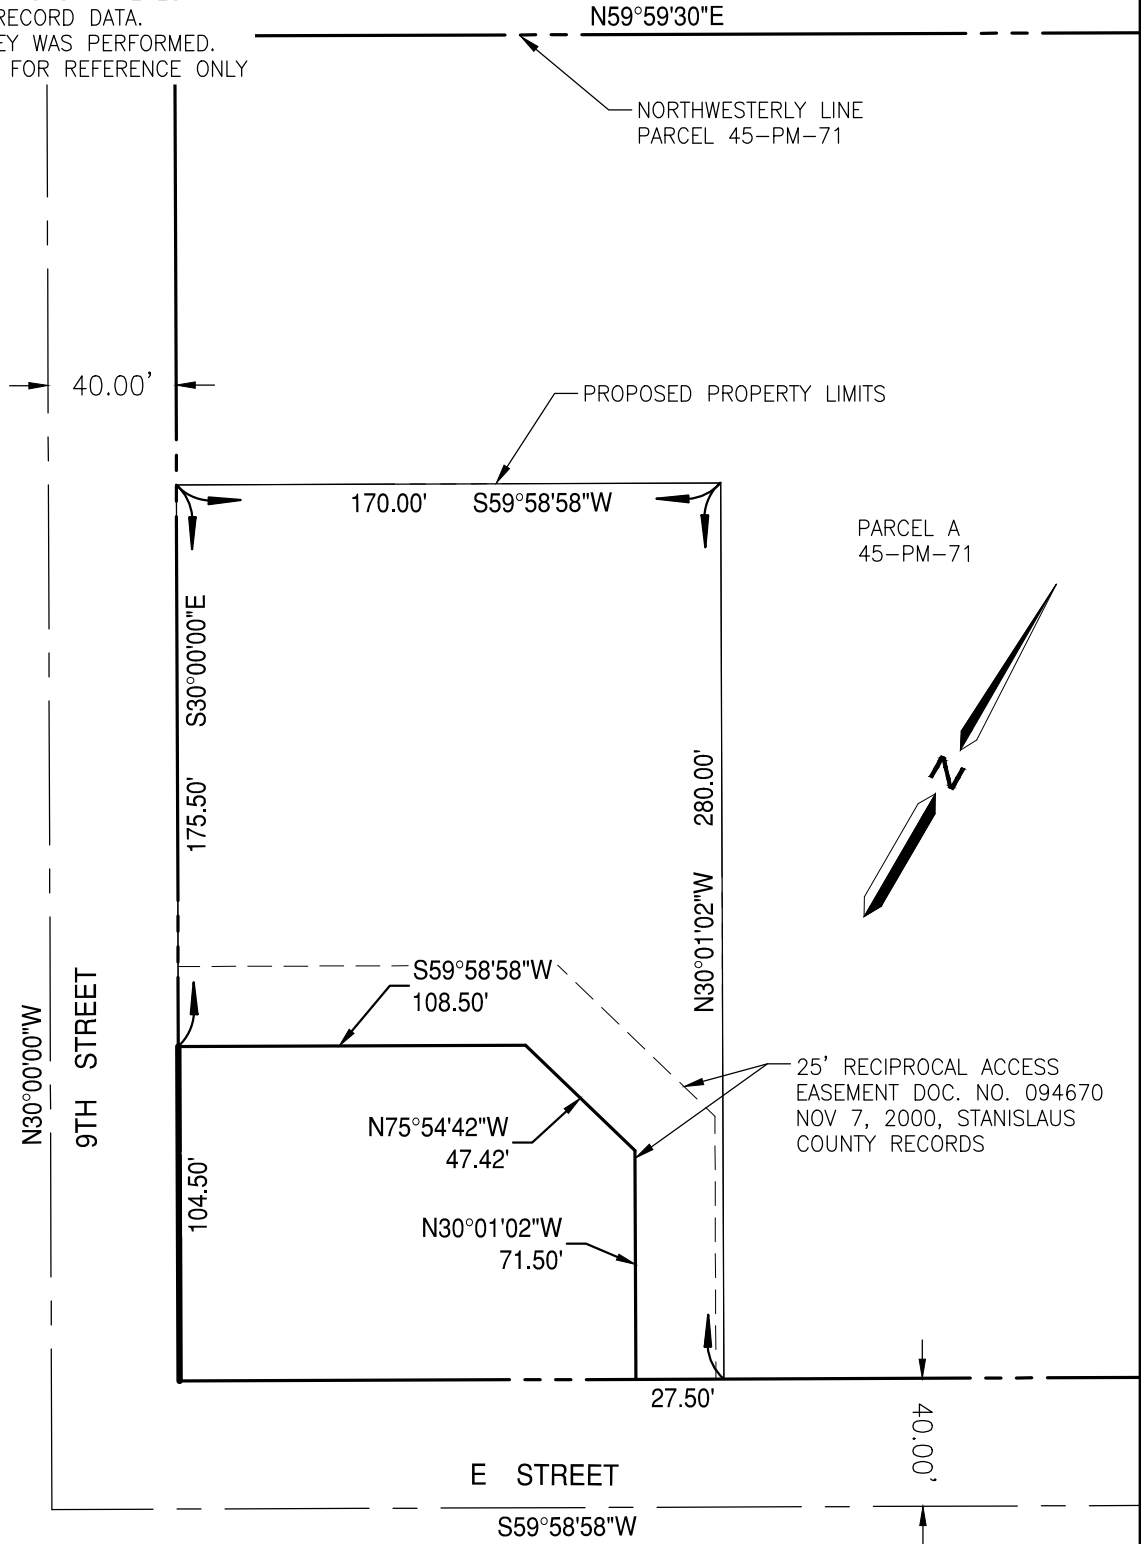 RECORD DATA.
WAS PERFORMED.
FOR REFERENCE ONLY
N59°59'30"E
NORTHWESTERLY LINE
PARCEL 45-PM-71
40.00'
PROPOSED PROPERTY LIMITS
170.00' S59°58'58"W
PARCEL A
45-PM-71
S30°00'00"E
175.50'
280.00'
N30°01'02"W
N
S59°58'58"W
108.50'
N30°00'00"W
9TH STREET
25' RECIPROCAL ACCESS
EASEMENT DOC. NO. 094670
NOV 7, 2000, STANISLAUS
COUNTY RECORDS
N75°54'42"W
47.42'
104.50'
N30°01'02"W
71.50'
27.50'
40.00'
E STREET
S59°58'58"W